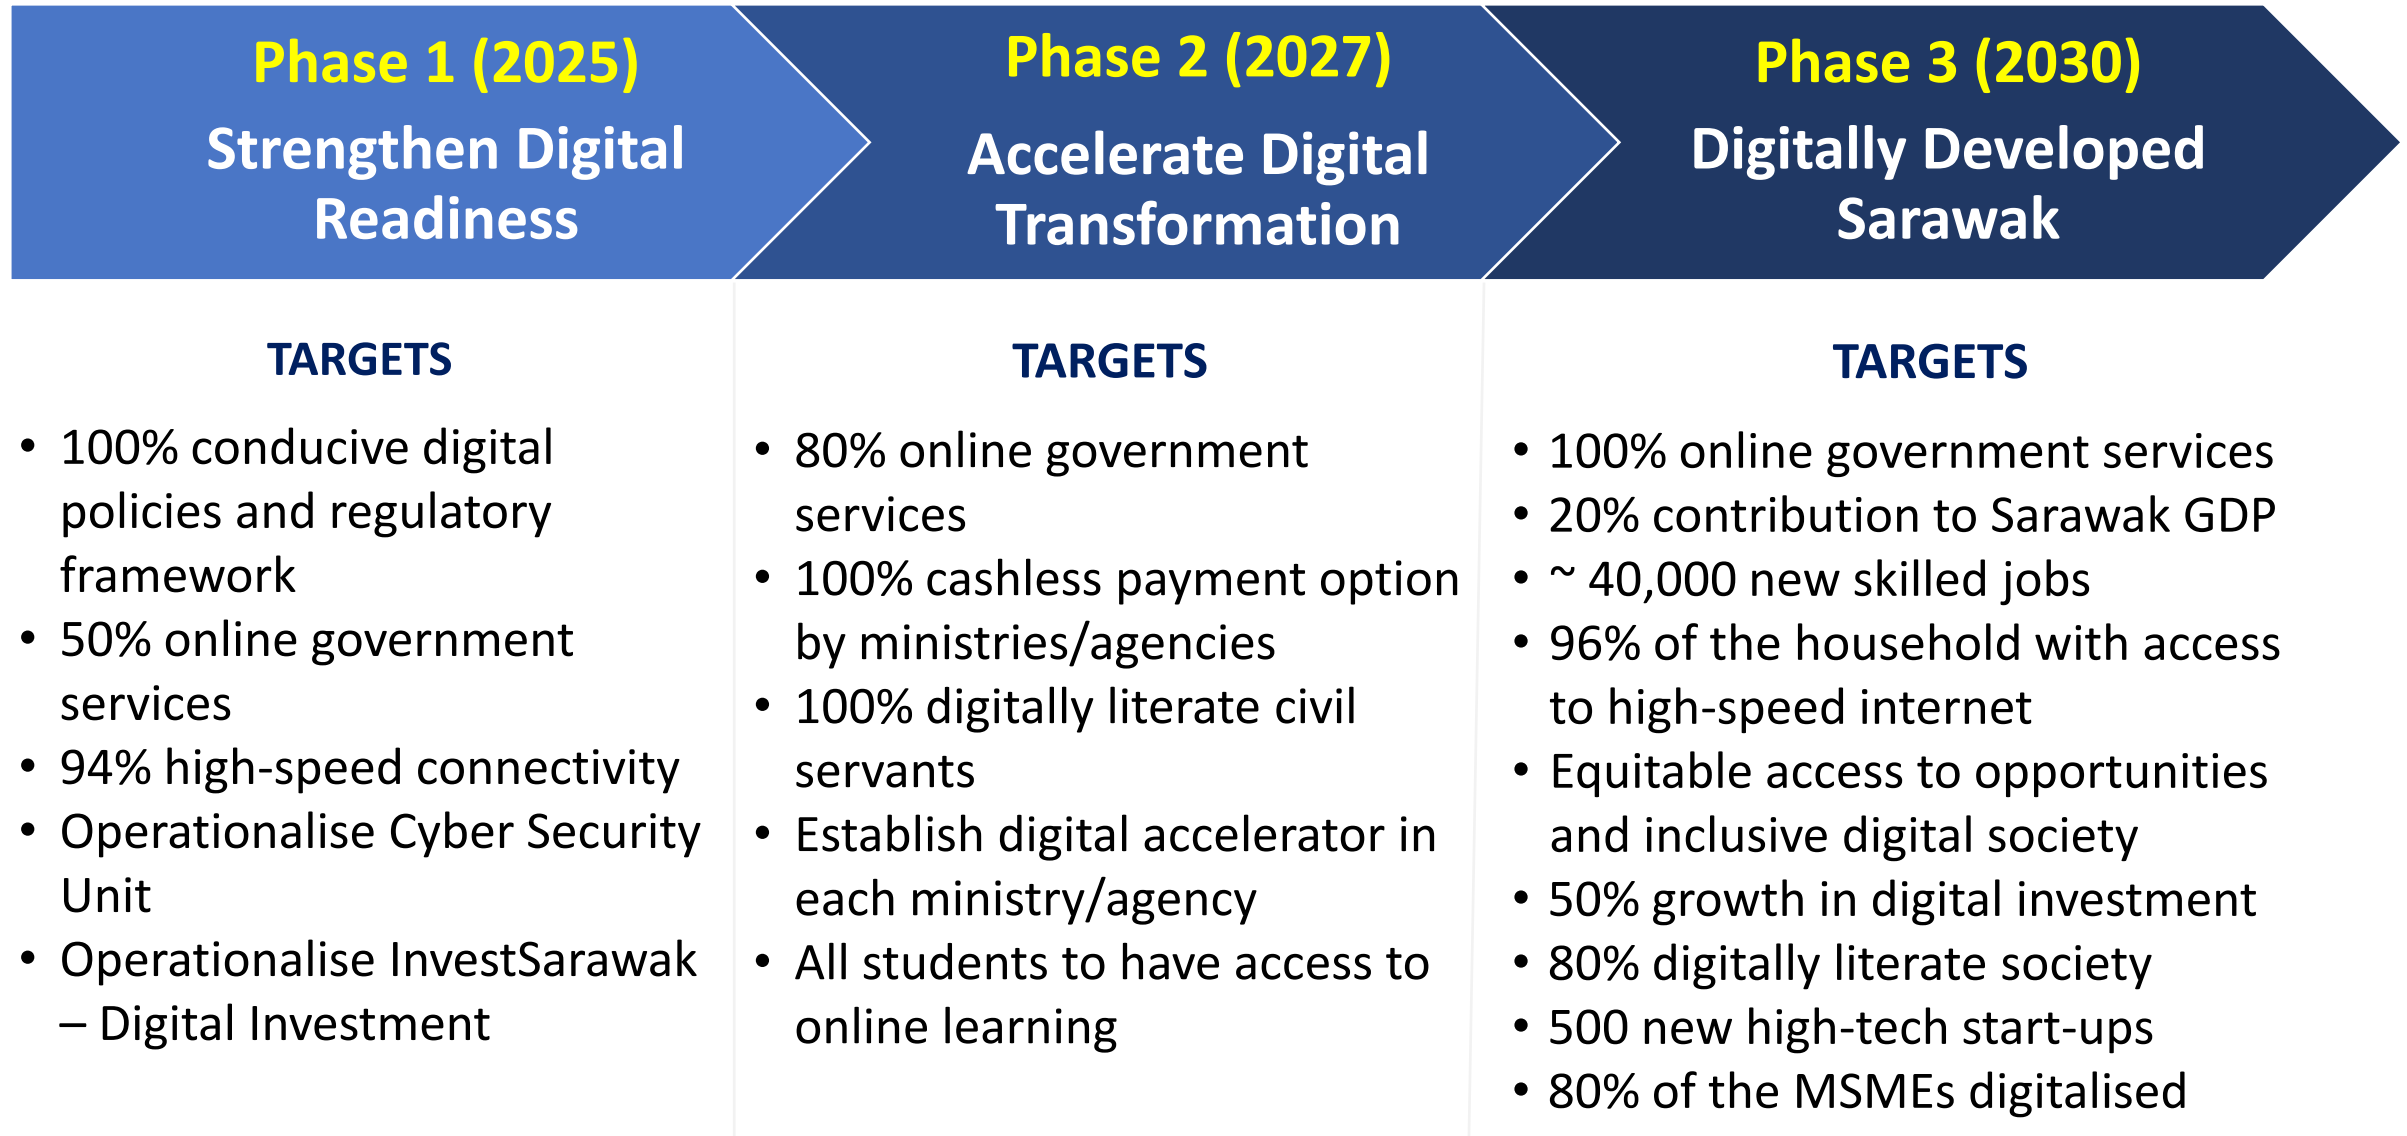 Phase 1 (2025)
Strengthen Digital
Readiness
TARGETS
• 100% conducive digital
policies and regulatory
framework
• 50% online government
services
• 94% high-speed connectivity
• Operationalise Cyber Security
Unit
• Operationalise InvestSarawak
– Digital Investment
Phase 2 (2027)
Accelerate Digital
Transformation
TARGETS
• 80% online government
services
• 100% cashless payment option
by ministries/agencies
• 100% digitally literate civil
servants
• Establish digital accelerator in
each ministry/agency
• All students to have access to
online learning
Phase 3 (2030)
Digitally Developed
Sarawak
TARGETS
• 100% online government services
• 20% contribution to Sarawak GDP
• ~ 40,000 new skilled jobs
• 96% of the household with access
to high-speed internet
• Equitable access to opportunities
and inclusive digital society
• 50% growth in digital investment
• 80% digitally literate society
• 500 new high-tech start-ups
• 80% of the MSMEs digitalised